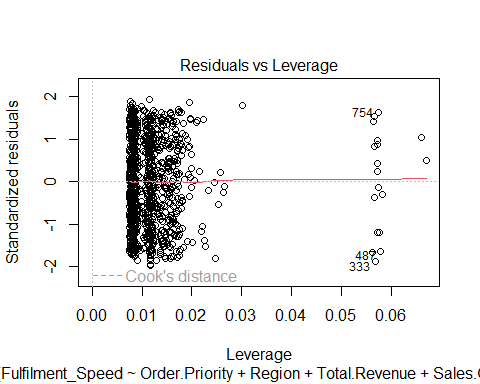 Residuals vs Leverage
Standardized residuals
2
1
0
-1
-2
754
487
333
Cook's distance
0.00 0.01 0.02 0.03 0.04 0.05 0.06
Leverage
Fulfilment_Speed ~ Order.Priority + Region + Total.Revenue + Sales.